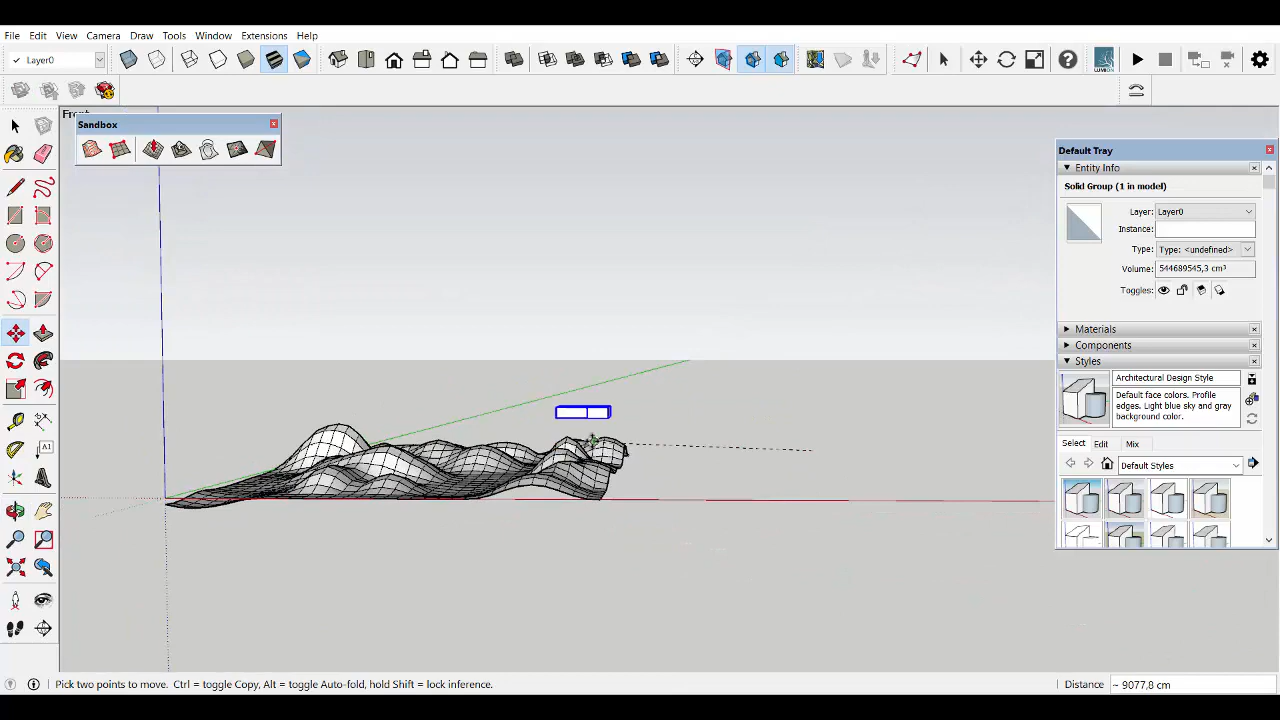 File Edit View Camera Draw Tools Window Extensions Help
Layer0
LUMION
Sandbox
Default Tray
Entity Info
Solid Group (1 in model)
Layer: Layer0
Instance:
Type: Type: <undefined>
Volume: 544689545,3 cm³
Toggles:
Materials
Components
Styles
Architectural Design Style
Default face colors. Profile
edges. Light blue sky and gray
background color.
Select Edit Mix
Default Styles
A1
Pick two points to move. Ctrl = toggle Copy, Alt = toggle Auto-fold, hold Shift = lock inference.
Distance ~ 9077,8 cm